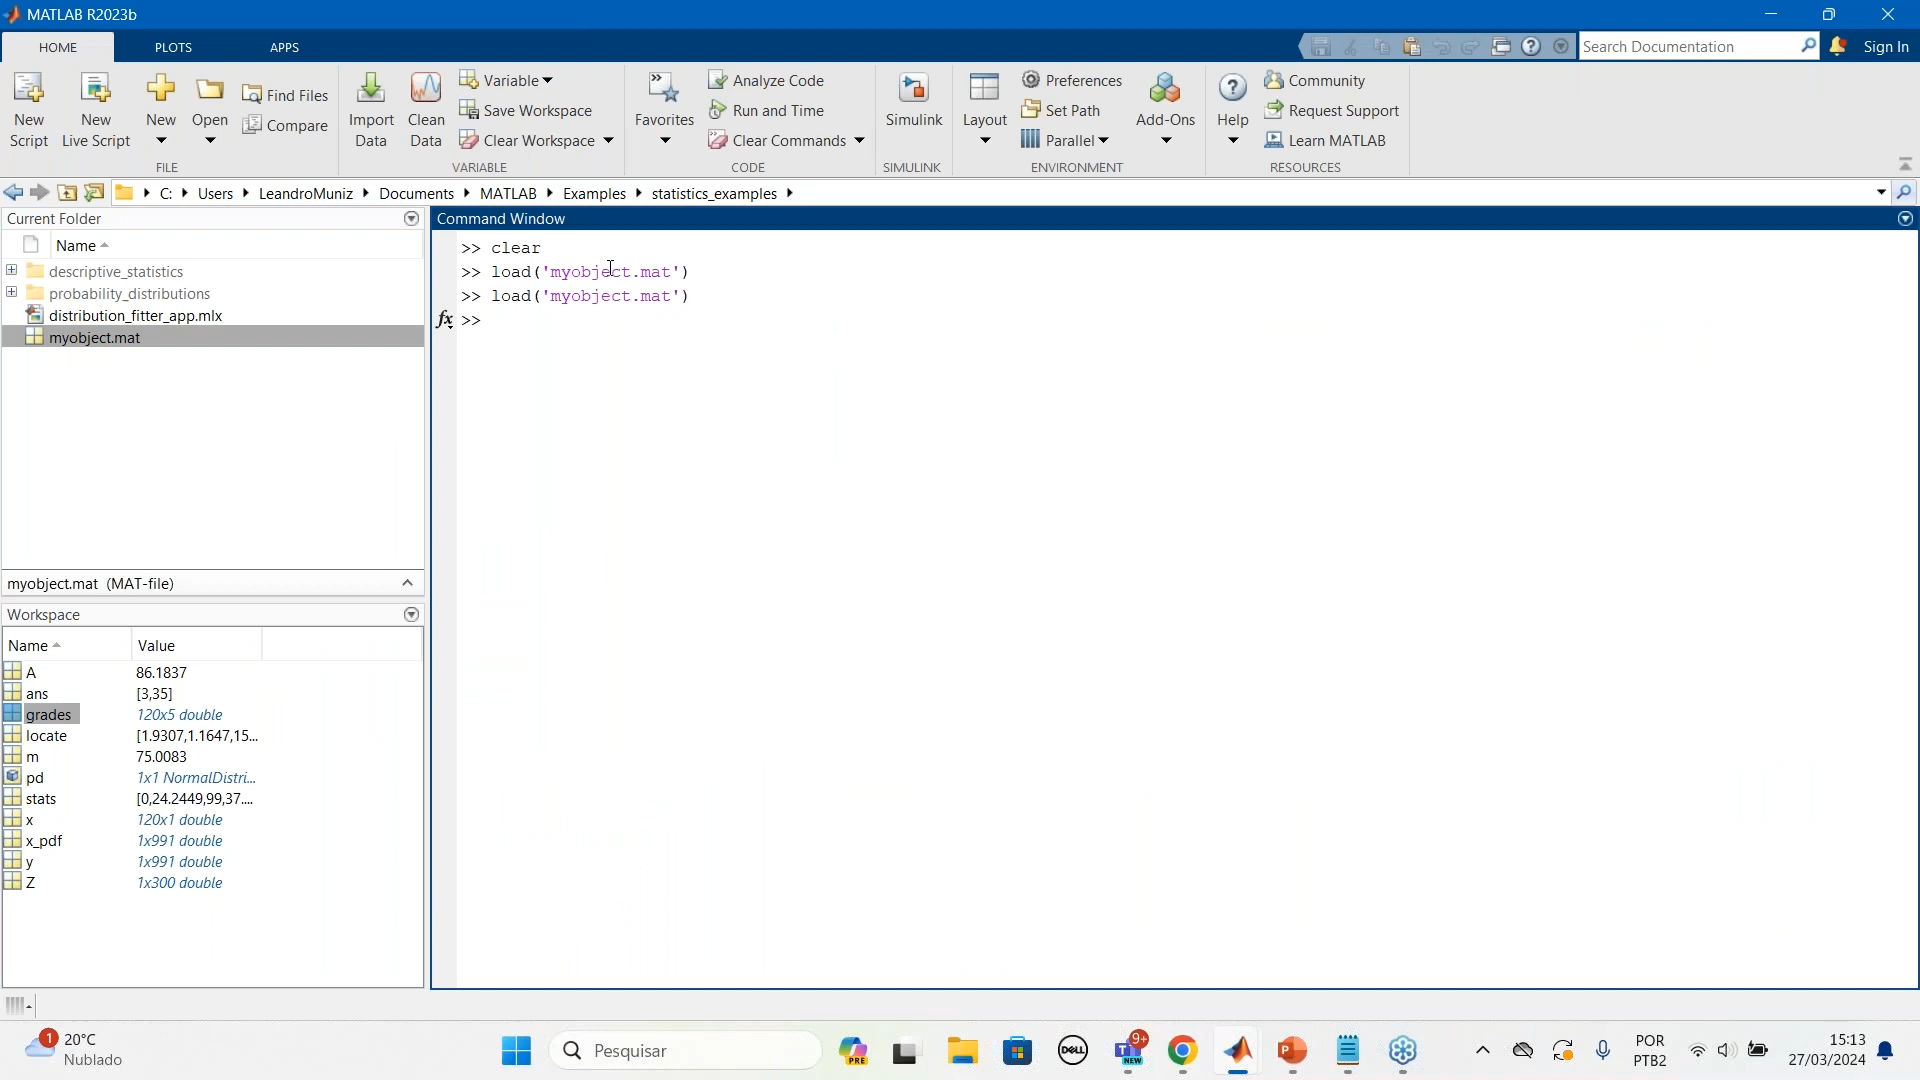 MATLAB R2023b
HOME PLOTS APPS
Search Documentation
Sign In
New Script
New Live Script
New
Open
Find Files
Compare
FILE
Import Data
Clean Data
Variable
Save Workspace
Clear Workspace
VARIABLE
Favorites
Analyze Code
Run and Time
Clear Commands
CODE
Simulink
SIMULINK
Layout
Preferences
Set Path
Parallel
Add-Ons
ENVIRONMENT
Help
Community
Request Support
Learn MATLAB
RESOURCES
C: Users LeandroMuniz Documents MATLAB Examples statistics_examples
Current Folder
Name
descriptive_statistics
probability_distributions
distribution_fitter_app.mlx
myobject.mat
myobject.mat (MAT-file)
Workspace
Name Value
A 86.1837
ans [3,35]
grades 120x5 double
locate [1.9307,1.1647,15...
m 75.0083
pd 1x1 NormalDistri...
stats [0,24.2449,99,37....
x 120x1 double
x_pdf 1x991 double
y 1x991 double
Z 1x300 double
Command Window
>> clear
>> load('myobject.mat')
>> load('myobject.mat')
fx >>
1
20°C
Nublado
Pesquisar
PRE
DELL
9+
NEW
POR
PTB2
15:13
27/03/2024